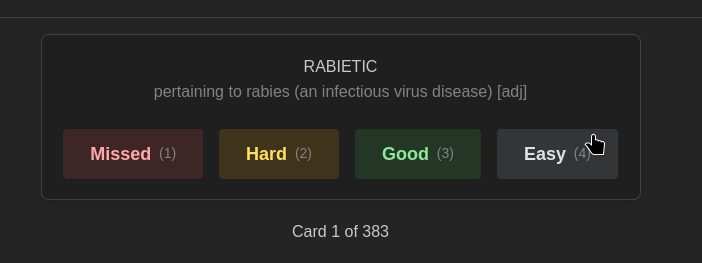 RABIETIC
pertaining to rabies (an infectious virus disease) [adj]
Missed (1) Hard (2) Good (3) Easy (4)
Card 1 of 383